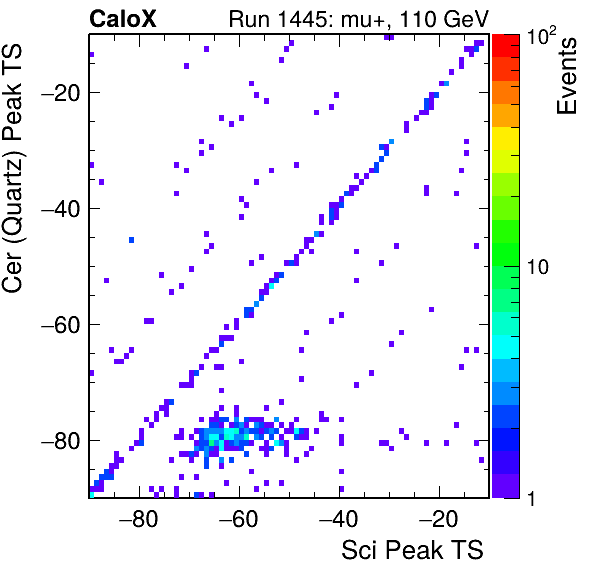 CaloX Run 1445: mu+, 110 GeV
Cer (Quartz) Peak TS
−20
−40
−60
−80
−80 −60 −40 −20
Sci Peak TS
10²
10
1
Events